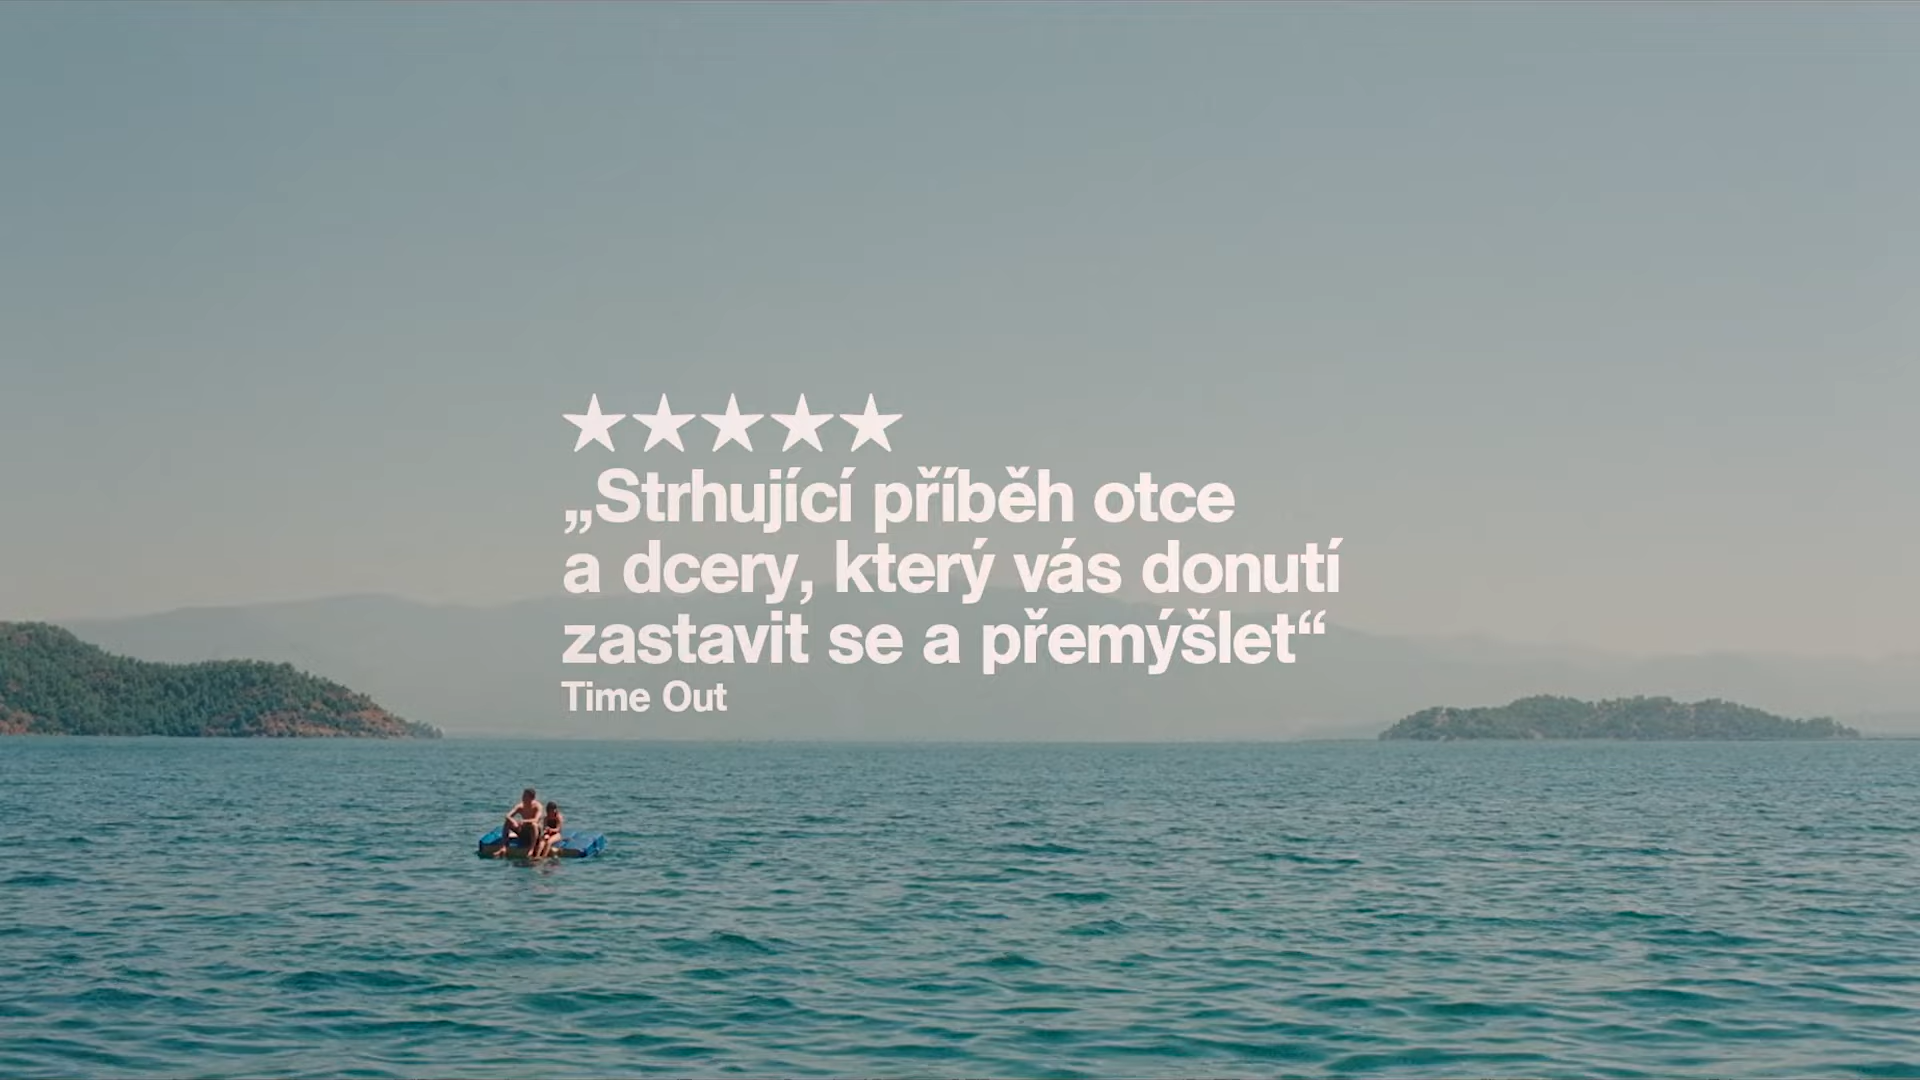 ★★★★★
„Strhující příběh otce
a dcery, který vás donutí
zastavit se a přemýšlet“
Time Out